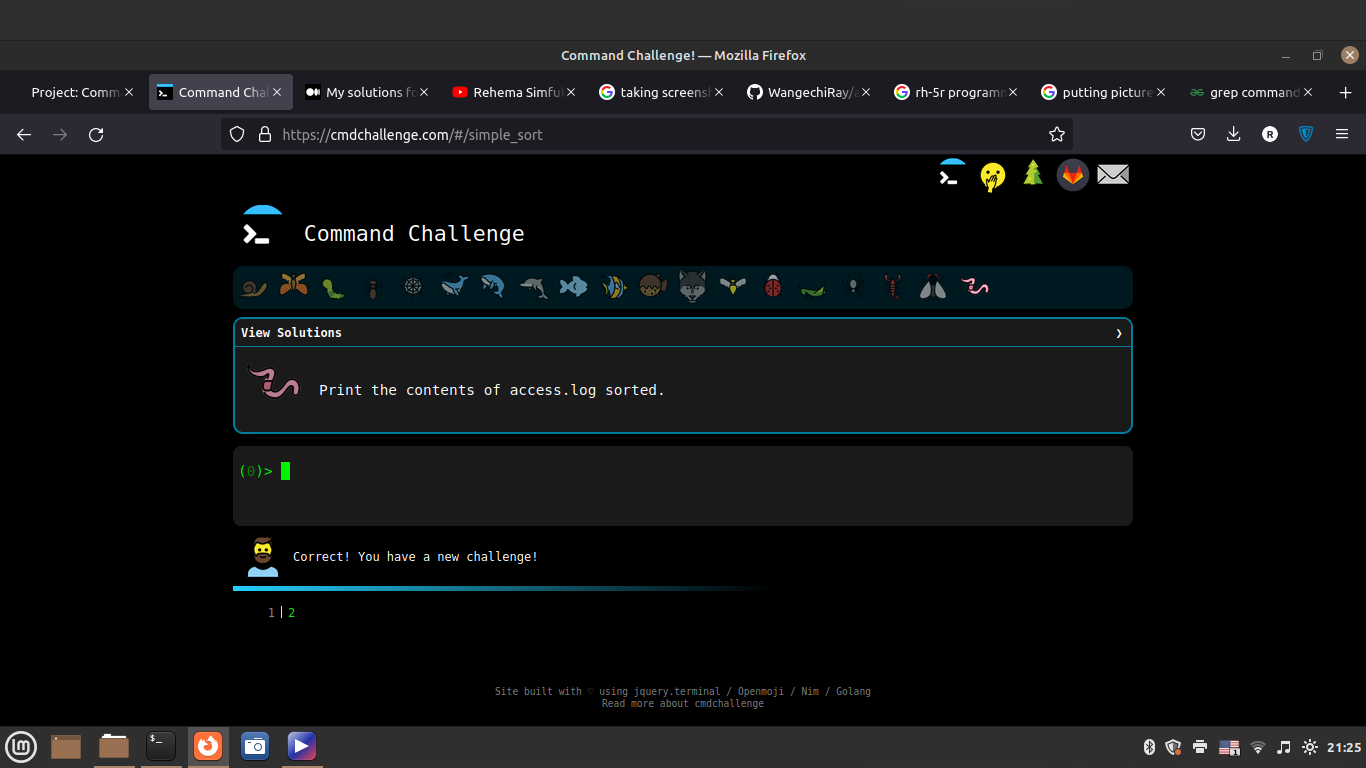 Command Challenge! — Mozilla Firefox
Project: Comm
Command Chal
My solutions fo
Rehema Simfuk
taking screensh
WangechiRay/a
rh-5r programm
putting picture
grep command
https://cmdchallenge.com/#/simple_sort
R
Command Challenge
View Solutions
Print the contents of access.log sorted.
(0)>
Correct! You have a new challenge!
1 2
Site built with ♡ using jquery.terminal / Openmoji / Nim / Golang
Read more about cmdchallenge
$_
1
21:25